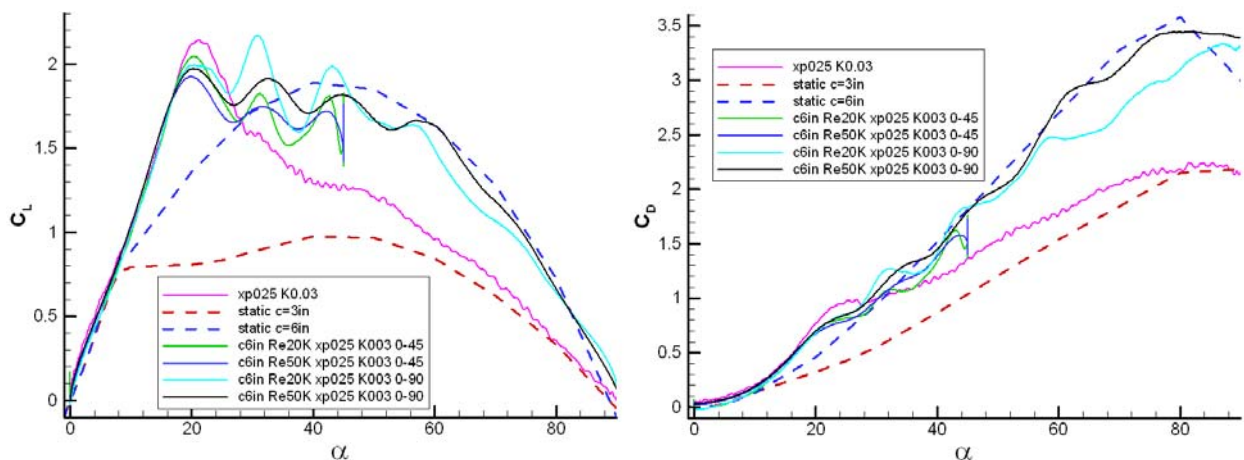 2
1.5
1
0.5
0
C_L
0
20
40
60
80
α
xp025 K0.03
static c=3in
static c=6in
c6in Re20K xp025 K003 0-45
c6in Re50K xp025 K003 0-45
c6in Re20K xp025 K003 0-90
c6in Re50K xp025 K003 0-90
3.5
3
2.5
2
1.5
1
0.5
0
C_D
0
20
40
60
80
α
xp025 K0.03
static c=3in
static c=6in
c6in Re20K xp025 K003 0-45
c6in Re50K xp025 K003 0-45
c6in Re20K xp025 K003 0-90
c6in Re50K xp025 K003 0-90